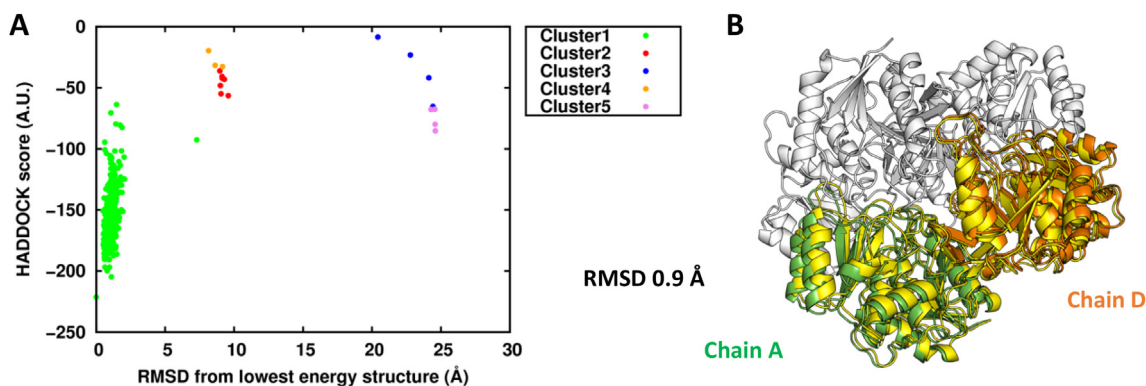 A
HADDOCK score (A.U.)
0
−50
−100
−150
−200
−250
0
5
10
15
20
25
30
RMSD from lowest energy structure (Å)
Cluster1
Cluster2
Cluster3
Cluster4
Cluster5
B
RMSD 0.9 Å
Chain A
Chain D